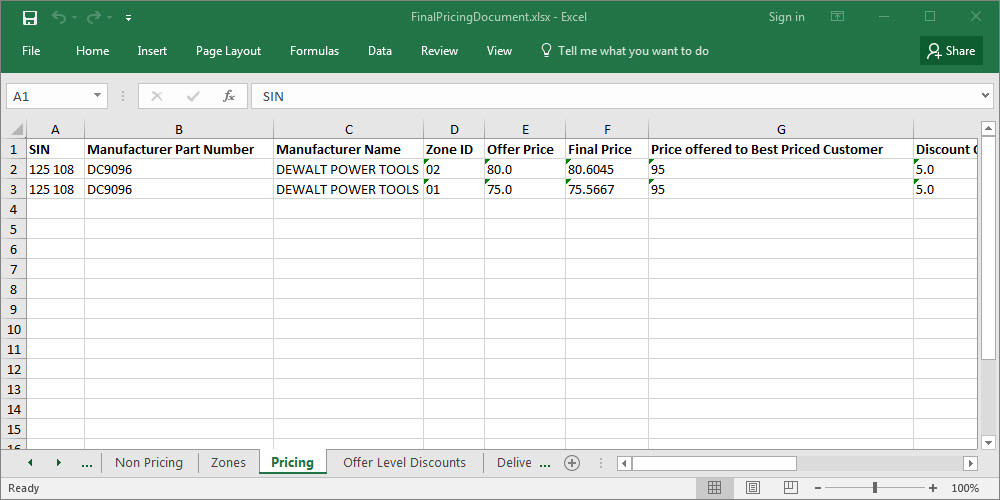 FinalPricingDocument.xlsx - Excel Sign in
File Home Insert Page Layout Formulas Data Review View Tell me what you want to do Share
A1 fx SIN
A B C D E F G
1 SIN Manufacturer Part Number Manufacturer Name Zone ID Offer Price Final Price Price offered to Best Priced Customer Discount
2 125 108 DC9096 DEWALT POWER TOOLS 02 80.0 80.6045 95 5.0
3 125 108 DC9096 DEWALT POWER TOOLS 01 75.0 75.5667 95 5.0
4
5
6
7
8
9
10
11
12
13
14
15
16
... Non Pricing Zones Pricing Offer Level Discounts Delive ...
Ready 100%